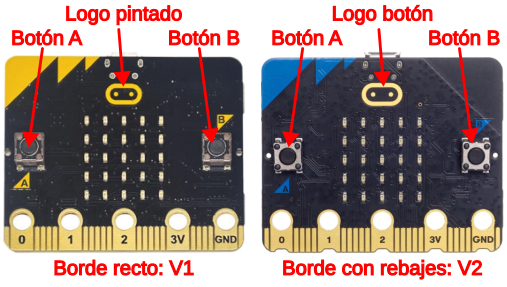 Logo pintado
Botón A
Botón B
Logo botón
Botón A
Botón B
B
A
A
0 1 2 3V GND
0 1 2 3V GND
Borde recto: V1
Borde con rebajes: V2